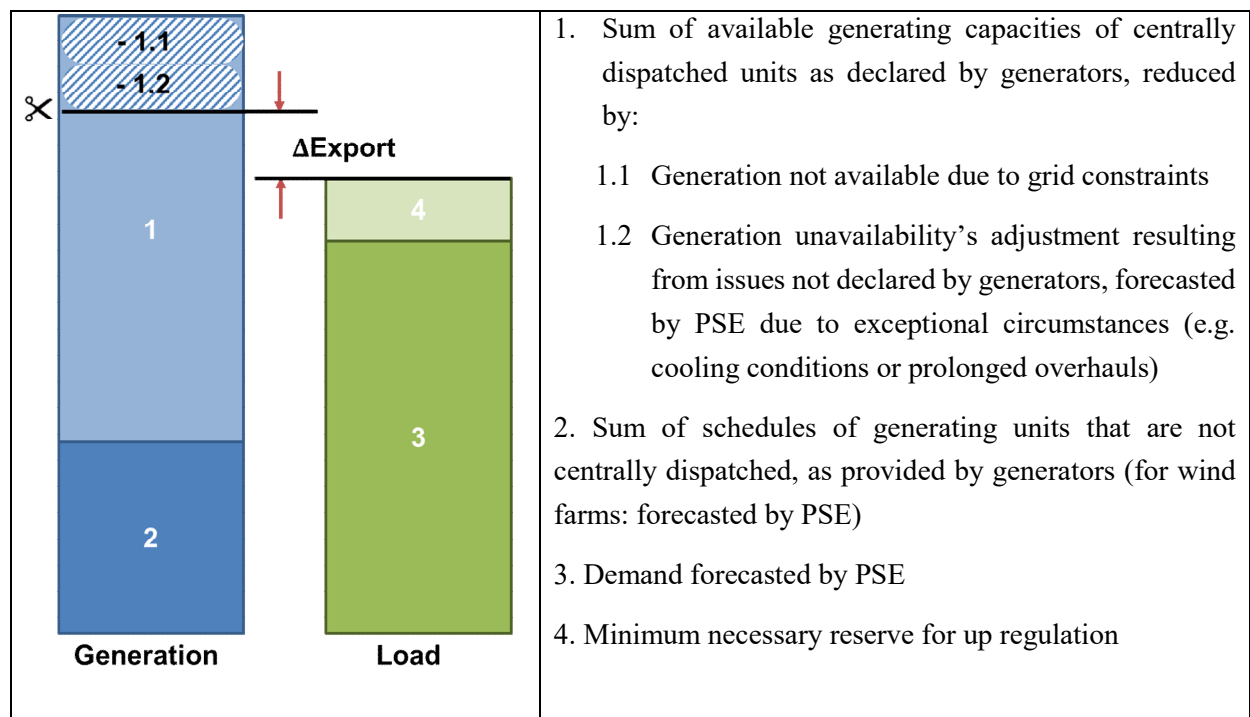 - 1.1
- 1.2
ΔExport
1
4
3
2
Generation
Load
1. Sum of available generating capacities of centrally
dispatched units as declared by generators, reduced
by:
1.1 Generation not available due to grid constraints
1.2 Generation unavailability’s adjustment resulting
from issues not declared by generators, forecasted
by PSE due to exceptional circumstances (e.g.
cooling conditions or prolonged overhauls)
2. Sum of schedules of generating units that are not
centrally dispatched, as provided by generators (for wind
farms: forecasted by PSE)
3. Demand forecasted by PSE
4. Minimum necessary reserve for up regulation